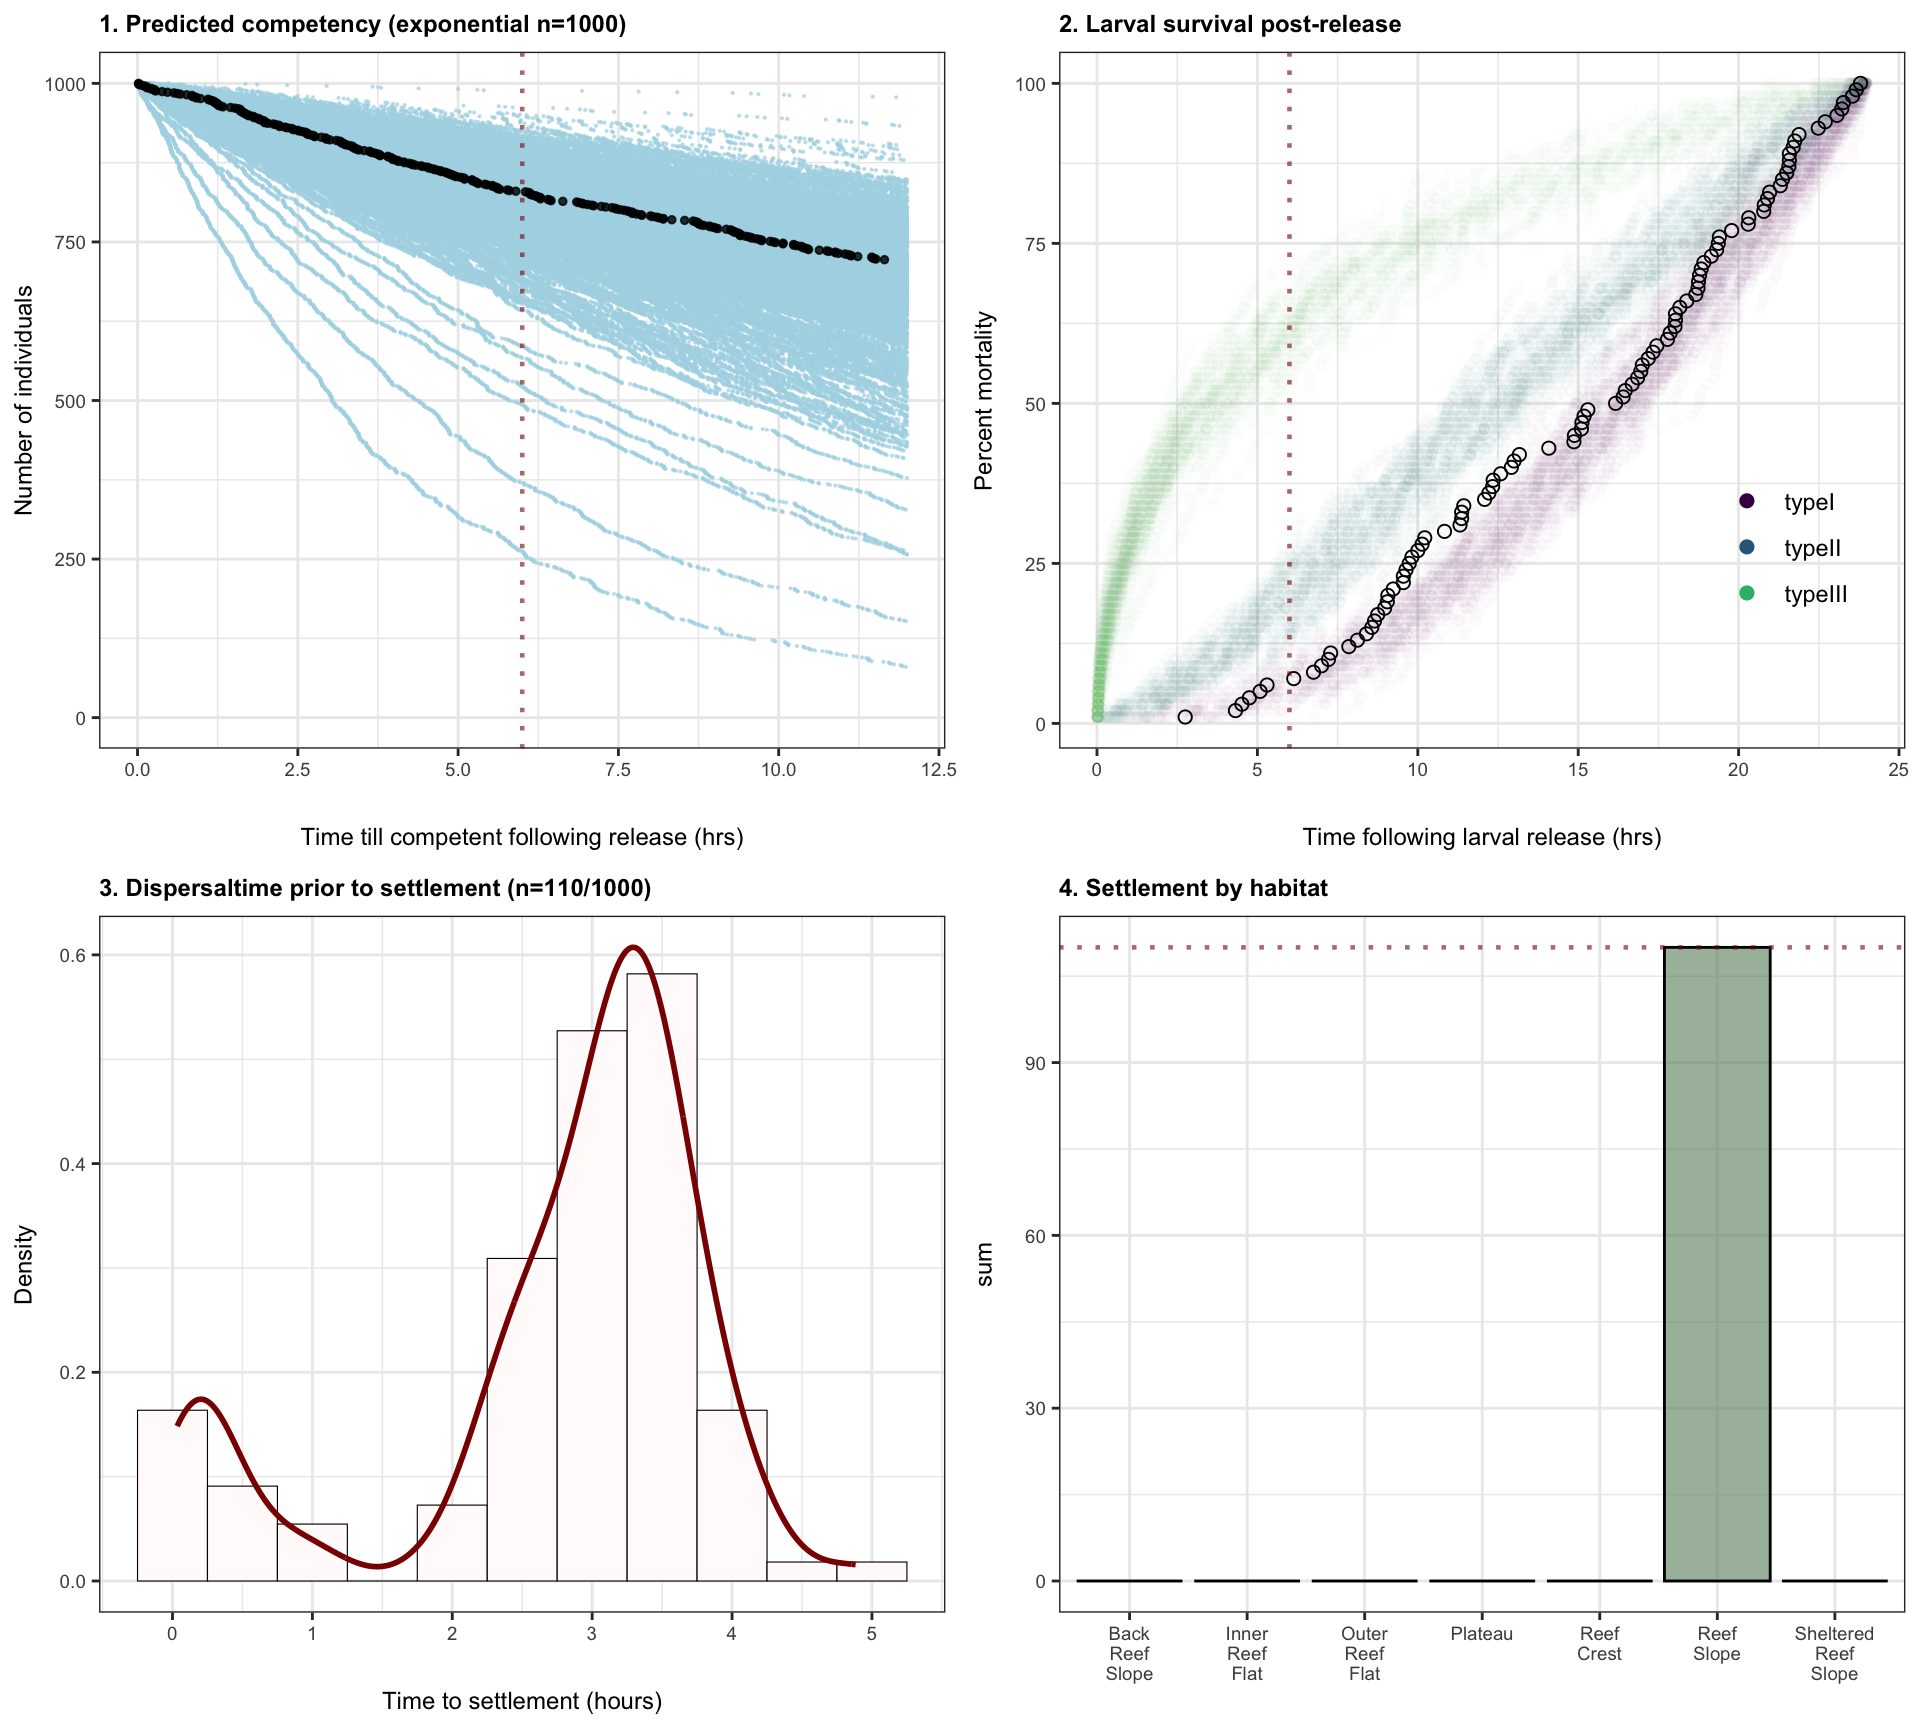 1. Predicted competency (exponential n=1000)
Number of individuals
1000
750
500
250
0
0.0 2.5 5.0 7.5 10.0 12.5
Time till competent following release (hrs)
2. Larval survival post-release
Percent mortality
100
75
50
25
0
typeI
typeII
typeIII
0 5 10 15 20 25
Time following larval release (hrs)
3. Dispersaltime prior to settlement (n=110/1000)
Density
0.6
0.4
0.2
0.0
0 1 2 3 4 5
Time to settlement (hours)
4. Settlement by habitat
sum
90
60
30
0
Back
Reef
Slope
Inner
Reef
Flat
Outer
Reef
Flat
Plateau
Reef
Crest
Reef
Slope
Sheltered
Reef
Slope